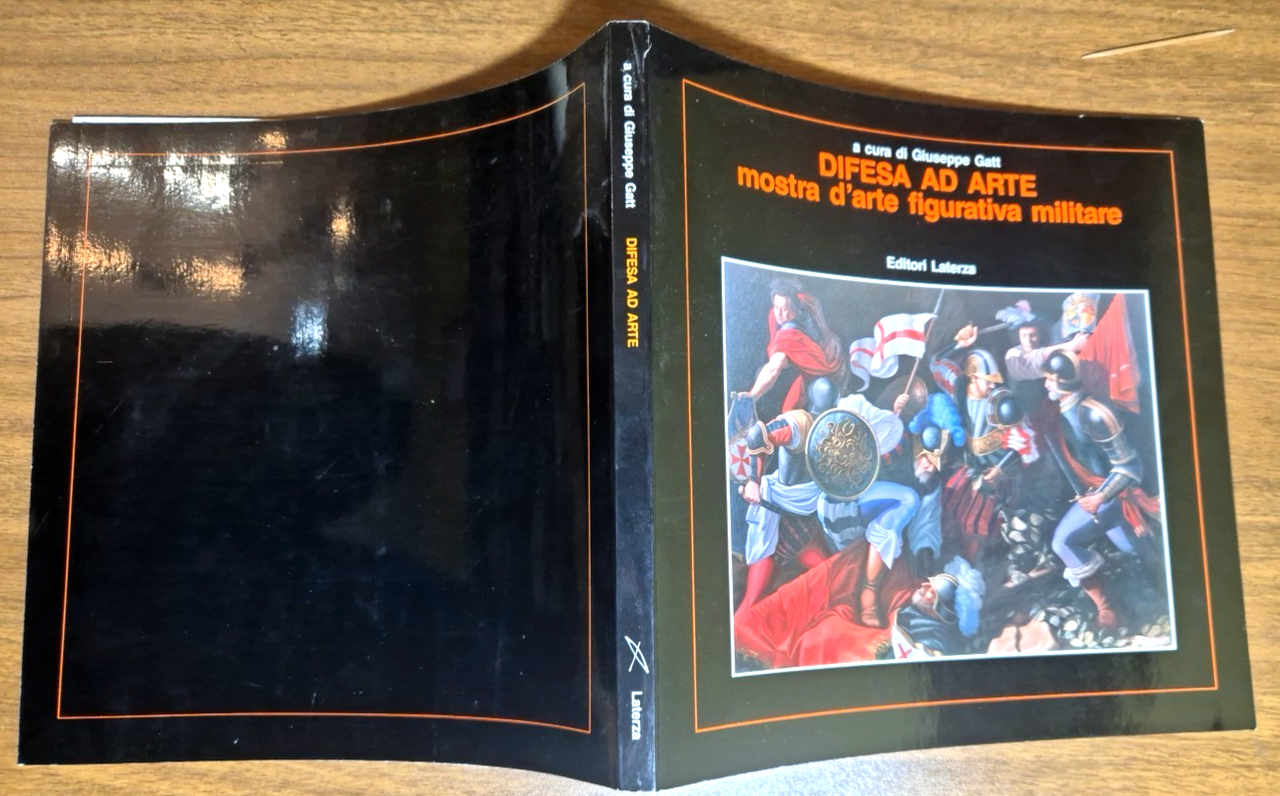 a cura di Giuseppe Gatt
DIFESA AD ARTE
Laterza
a cura di Giuseppe Gatt
DIFESA AD ARTE
mostra d'arte figurativa militare
Editori Laterza